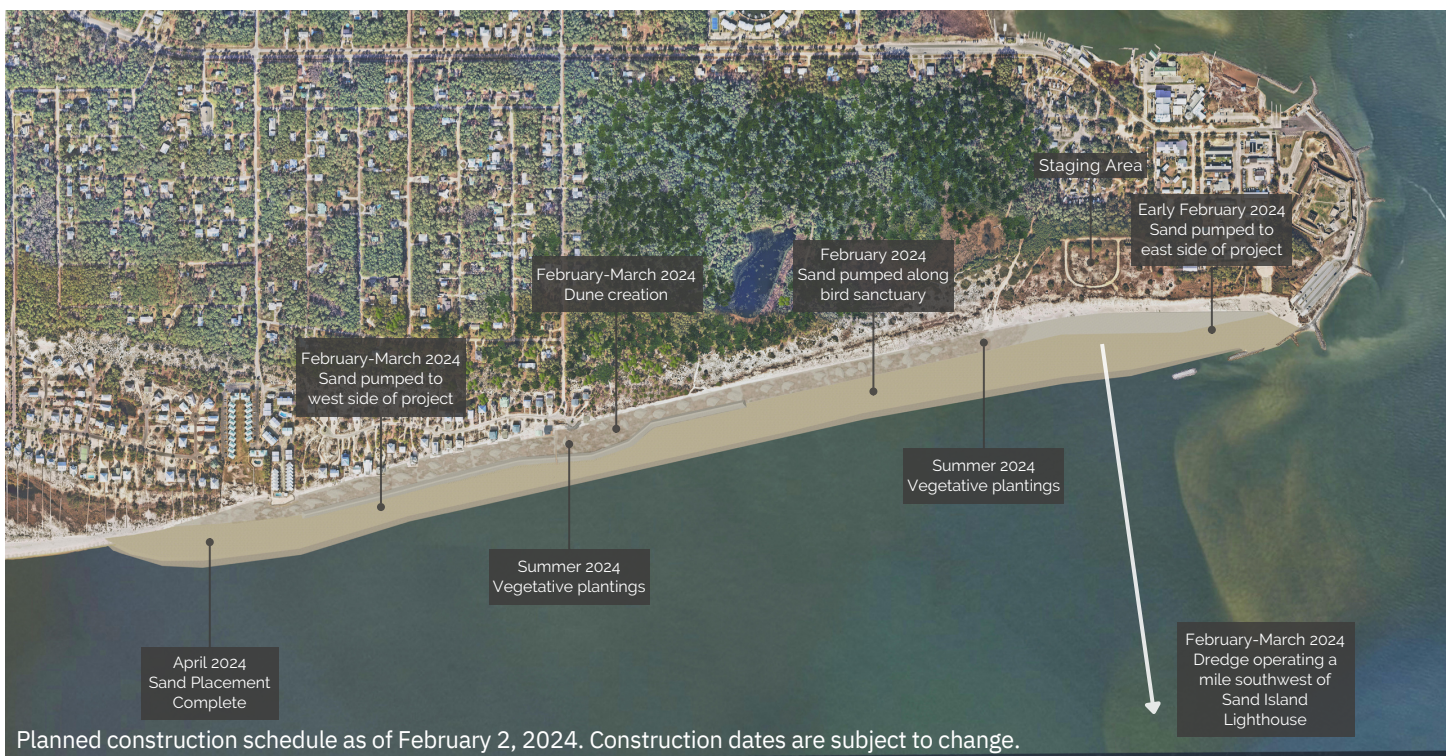 Staging Area
Early February 2024
Sand pumped to
east side of project
February 2024
Sand pumped along
bird sanctuary
February-March 2024
Dune creation
February-March 2024
Sand pumped to
west side of project
Summer 2024
Vegetative plantings
Summer 2024
Vegetative plantings
April 2024
Sand Placement
Complete
February-March 2024
Dredge operating a
mile southwest of
Sand Island
Lighthouse
Planned construction schedule as of February 2, 2024. Construction dates are subject to change.